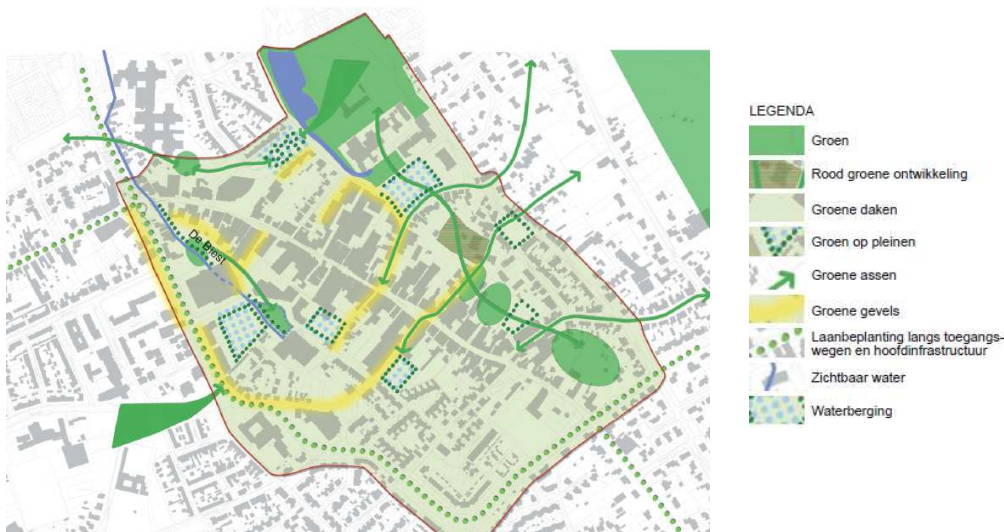 De Biest
LEGENDA
Groen
Rood groene ontwikkeling
Groene daken
Groen op pleinen
Groene assen
Groene gevels
Laanbeplanting langs toegangs-
wegen en hoofdinfrastructuur
Zichtbaar water
Waterberging